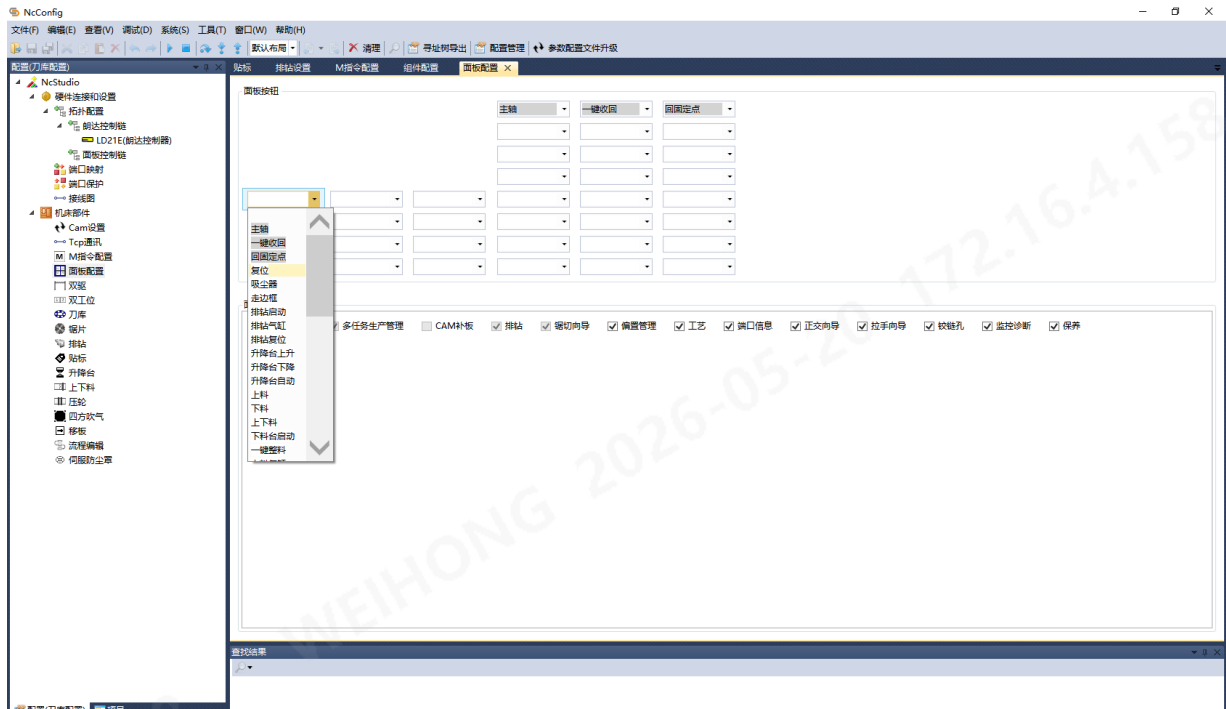 NcConfig
文件(F) 编辑(E) 查看(V) 调试(D) 系统(S) 工具(T) 窗口(W) 帮助(H)
默认布局 清理 寻址树导出 配置管理 参数配置文件升级
配置(刀库配置)
贴标 排钻设置 M指令配置 组件配置 面板配置
NcStudio
硬件连接和设置
拓扑配置
朗达控制链
LD21E(朗达控制器)
面板控制链
端口映射
端口保护
接线图
机床部件
Cam设置
Tcp通讯
M M指令配置
面板配置
双驱
双工位
刀库
锯片
排钻
贴标
升降台
上下料
压轮
四方吹气
移板
流程编辑
伺服防尘罩
面板按钮
主轴 一键收回 回固定点
主轴
一键收回
回固定点
复位
吸尘器
走边框
排钻启动
排钻气缸
排钻复位
升降台上升
升降台下降
升降台自动
上料
下料
上下料
下料台启动
一键整料
多任务生产管理 CAM补板 排钻 锯切向导 偏置管理 工艺 端口信息 正交向导 拉手向导 铰链孔 监控诊断 保养
查找结果
配置(刀库配置) 项目
WEIHONG 2026-05-20 172.16.4.158